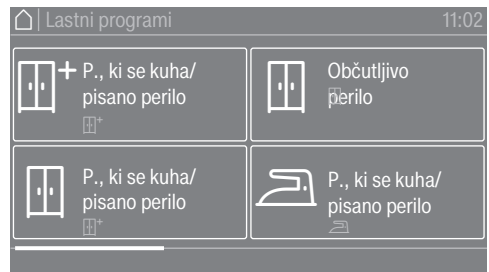 Lastni programi 11:02
P., ki se kuha/
pisano perilo
Občutljivo
perilo
P., ki se kuha/
pisano perilo
P., ki se kuha/
pisano perilo